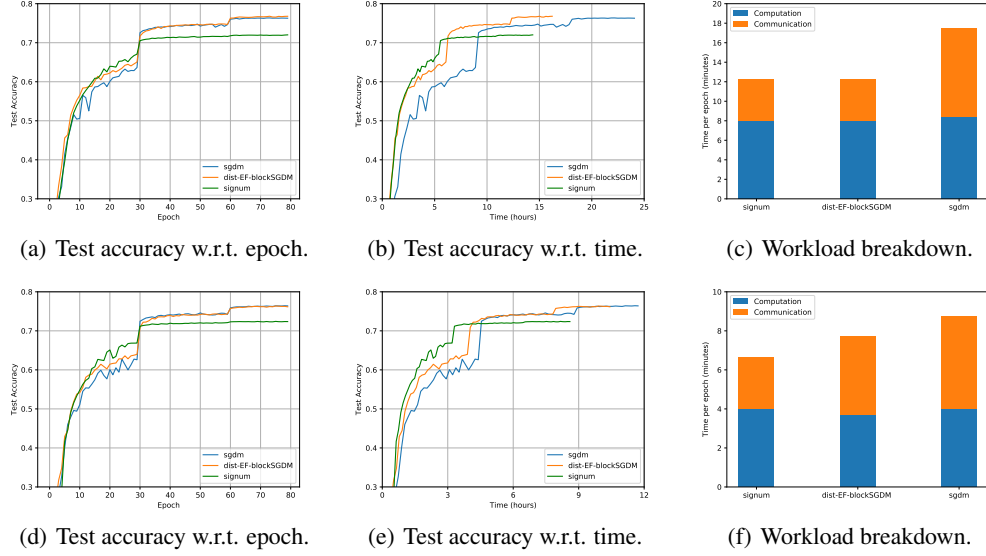 0.8
0.7
0.6
0.5
0.4
0.3
Test Accuracy
0 10 20 30 40 50 60 70 80
Epoch
sgdm
dist-EF-blockSGDM
signum
(a) Test accuracy w.r.t. epoch.
0.8
0.7
0.6
0.5
0.4
0.3
Test Accuracy
0 5 10 15 20 25
Time (hours)
sgdm
dist-EF-blockSGDM
signum
(b) Test accuracy w.r.t. time.
20
18
16
14
12
10
8
6
4
2
0
Time per epoch (minutes)
Computation
Communication
signum dist-EF-blockSGDM sgdm
(c) Workload breakdown.
0.8
0.7
0.6
0.5
0.4
0.3
Test Accuracy
0 10 20 30 40 50 60 70 80
Epoch
sgdm
dist-EF-blockSGDM
signum
(d) Test accuracy w.r.t. epoch.
0.8
0.7
0.6
0.5
0.4
0.3
Test Accuracy
0 3 6 9 12
Time (hours)
sgdm
dist-EF-blockSGDM
signum
(e) Test accuracy w.r.t. time.
10
8
6
4
2
0
Time per epoch (minutes)
Computation
Communication
signum dist-EF-blockSGDM sgdm
(f) Workload breakdown.